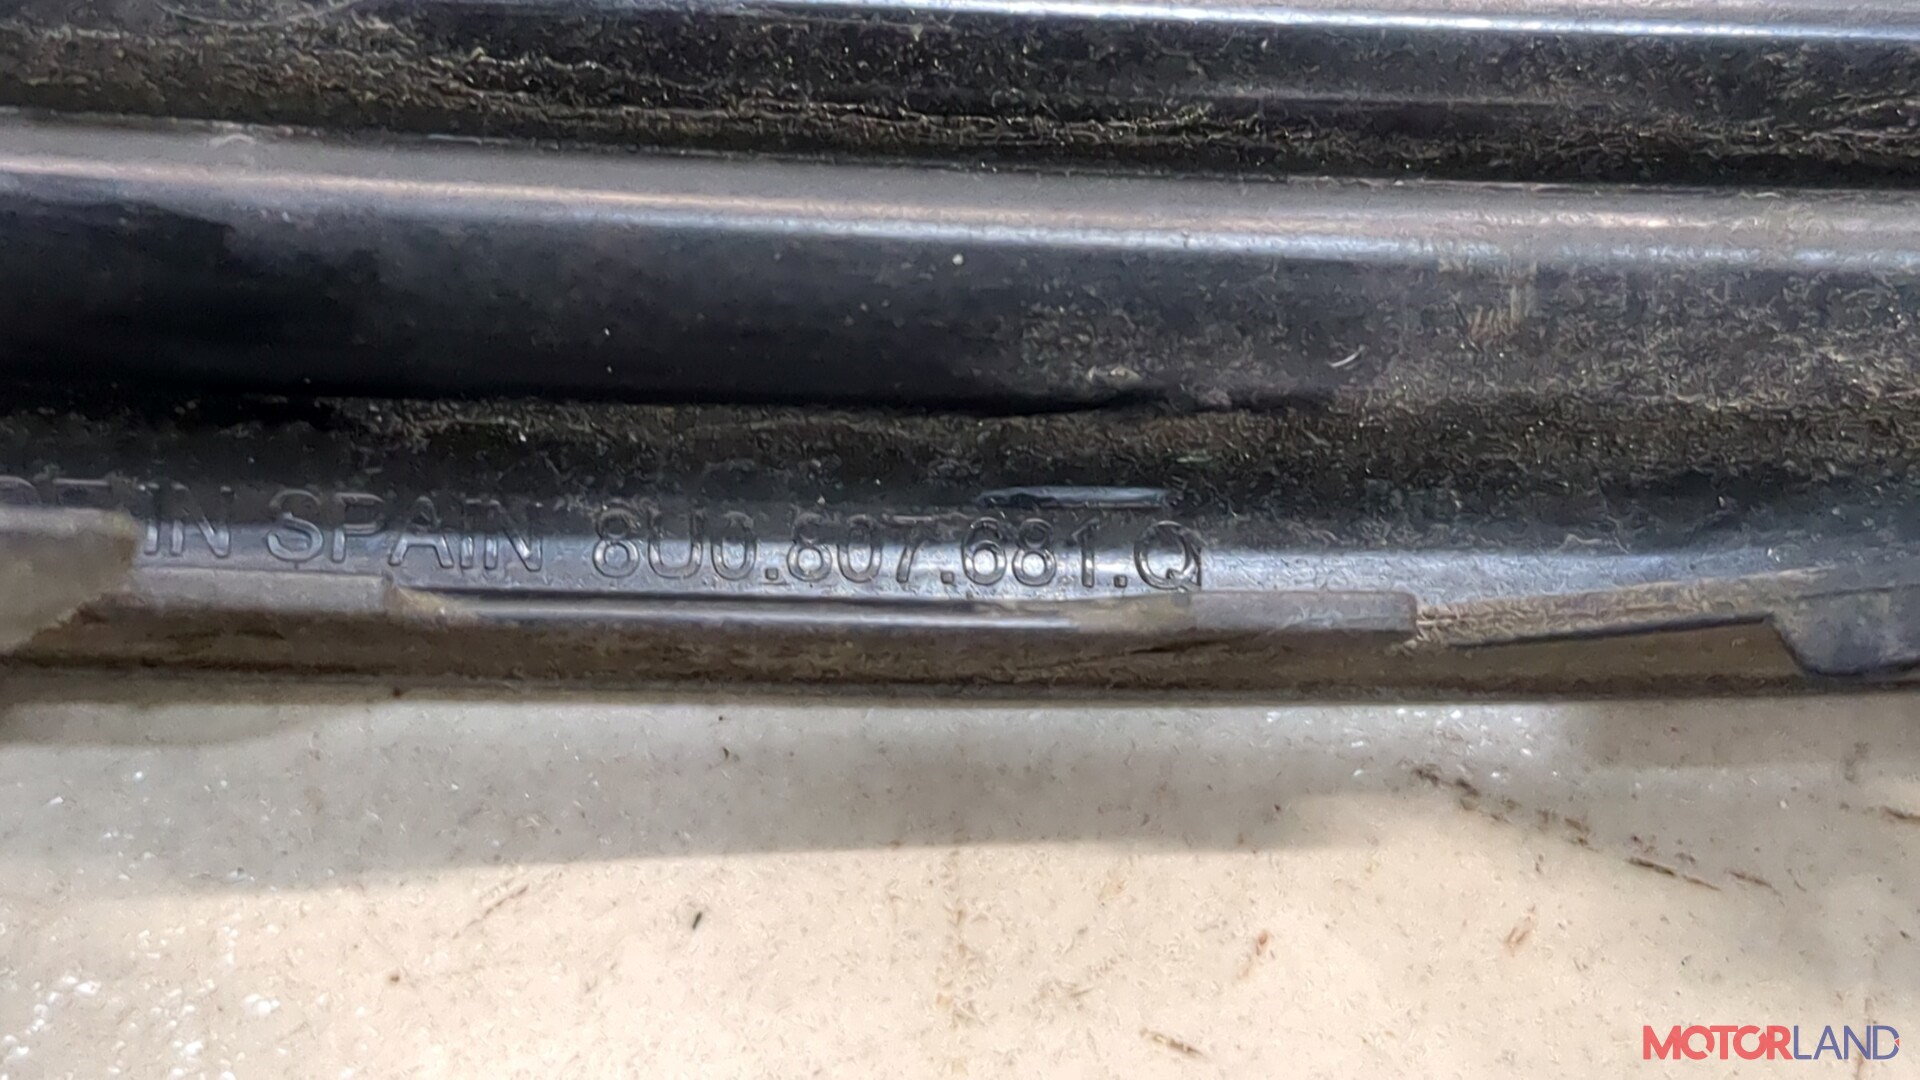 IN SPAIN 8U0.807.681.Q
MOTORLAND